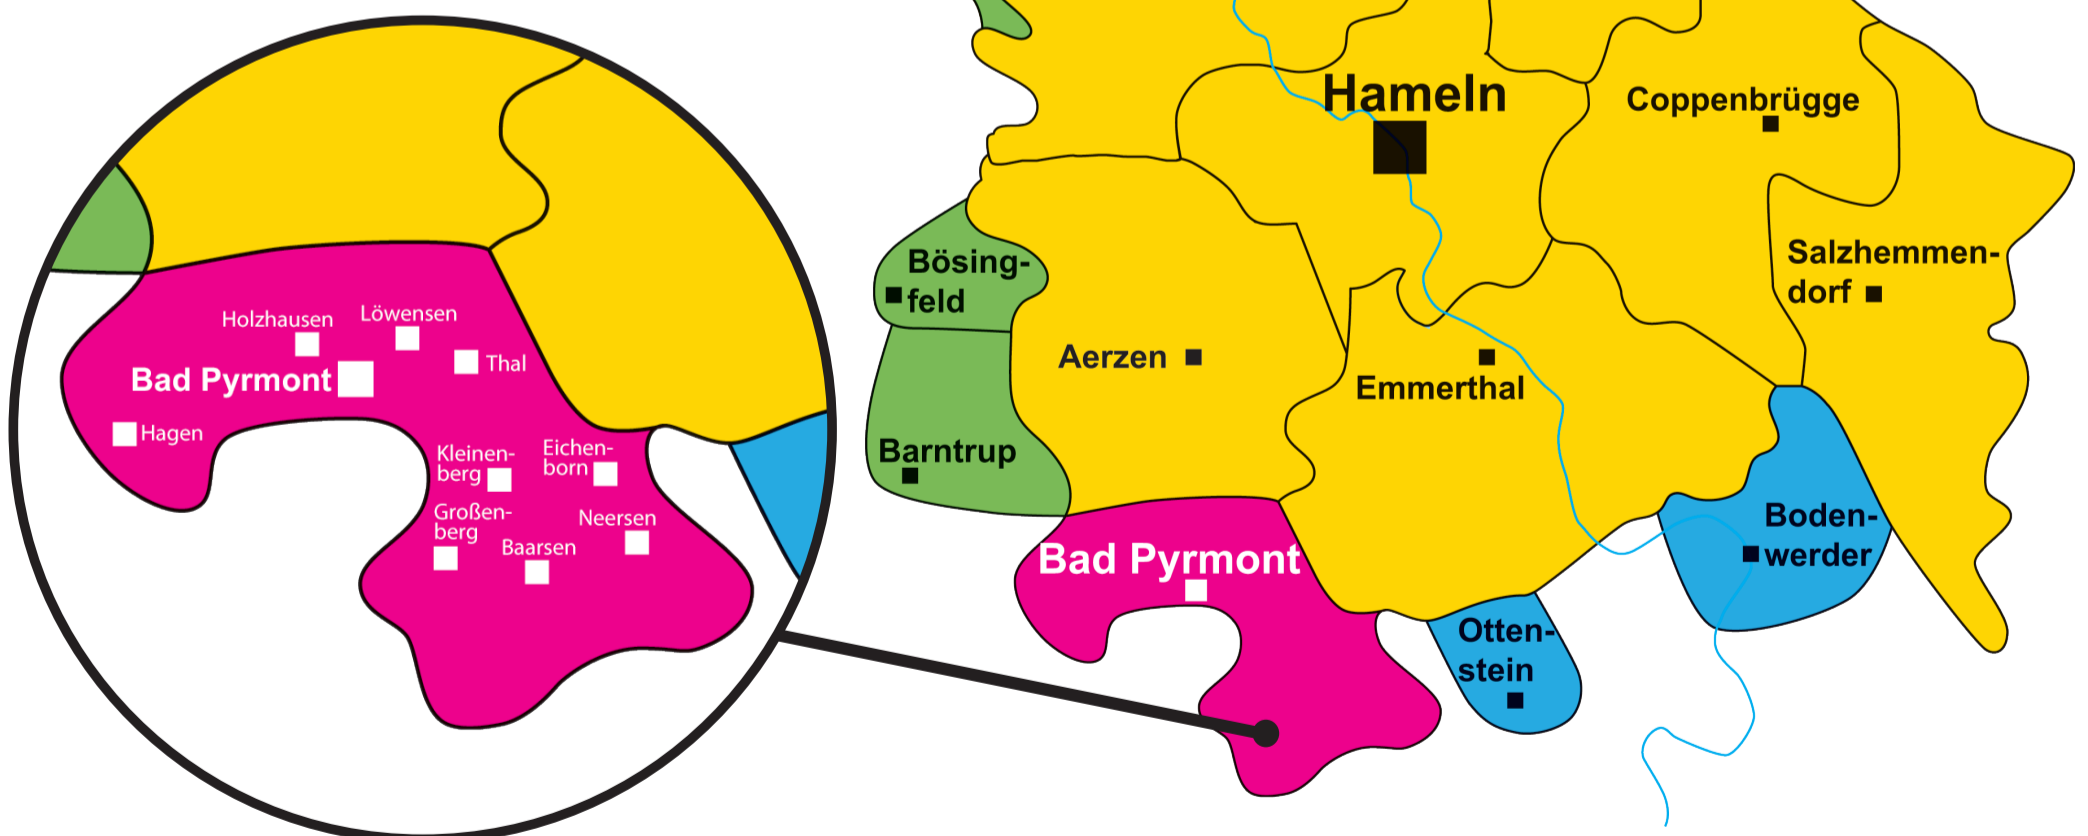 Holzhausen
Löwensen
Thal
Bad Pyrmont
Hagen
Kleinen-
berg
Eichen-
born
Großen-
berg
Neersen
Baarsen
Hameln
Coppenbrügge
Salzhemmen-
dorf
Bösing-
feld
Aerzen
Emmerthal
Barntrup
Bad Pyrmont
Boden-
werder
Otten-
stein